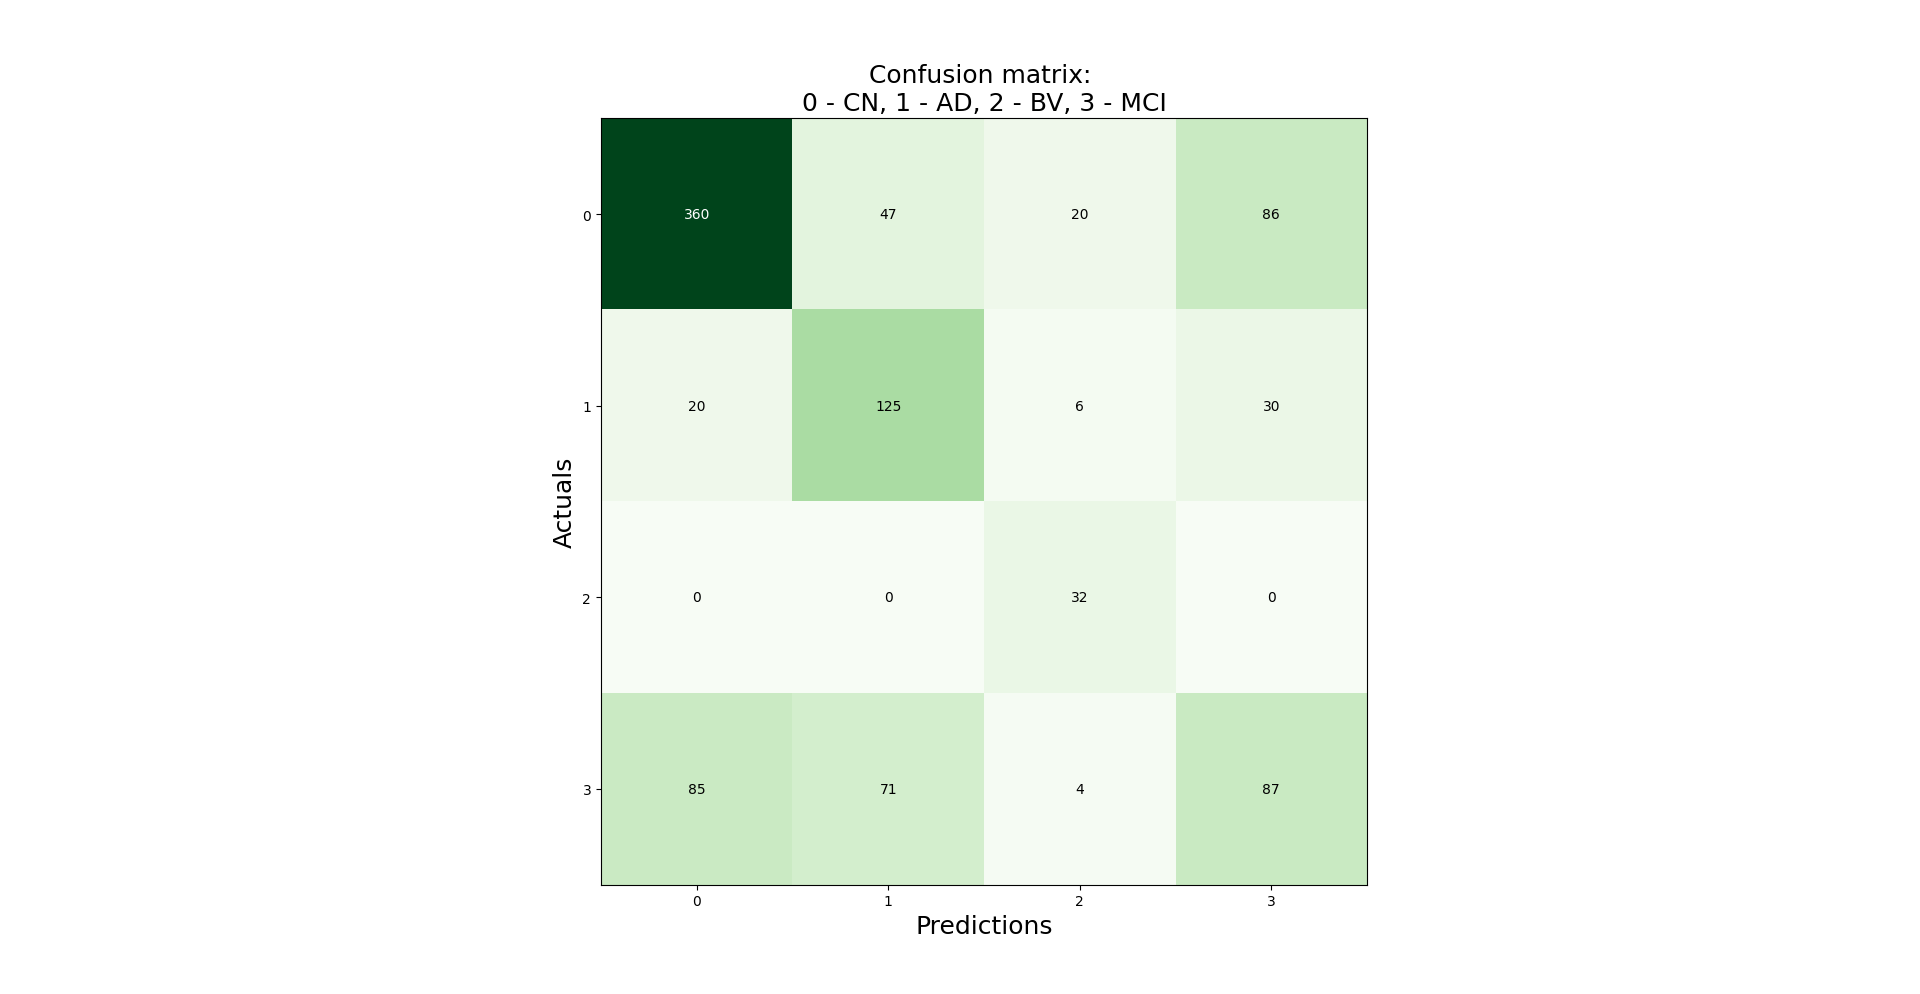 Confusion matrix:
0 - CN, 1 - AD, 2 - BV, 3 - MCI
0 360 47 20 86
1 20 125 6 30
Actuals
2 0 0 32 0
3 85 71 4 87
0 1 2 3
Predictions